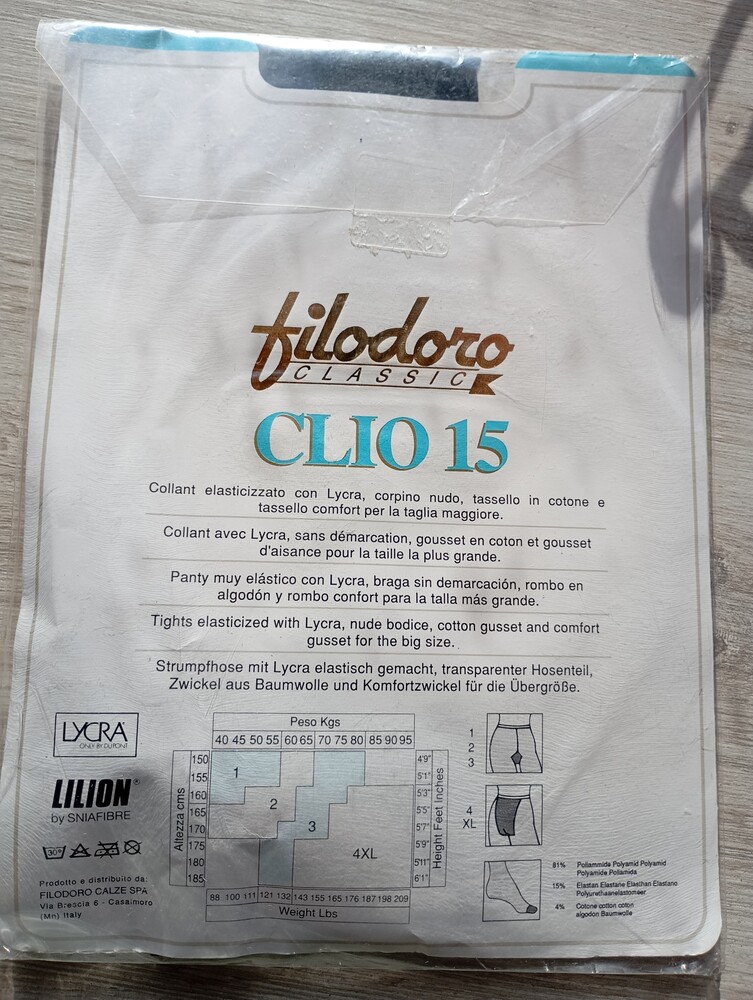 filodoro
CLASSIC
CLIO 15
Collant elasticizzato con Lycra, corpino nudo, tassello in cotone e
tassello comfort per la taglia maggiore.
Collant avec Lycra, sans démarcation, gousset en coton et gousset
d'aisance pour la taille la plus grande.
Panty muy elástico con Lycra, braga sin demarcación, rombo en
algodón y rombo confort para la talla más grande.
Tights elasticized with Lycra, nude bodice, cotton gusset and comfort
gusset for the big size.
Strumpfhose mit Lycra elastisch gemacht, transparenter Hosenteil,
Zwickel aus Baumwolle und Komfortzwickel für die Übergröße.
LYCRA®
ONLY BY DUPONT
LILION®
by SNIAFIBRE
30°
Prodotto e distribuito da:
FILODORO CALZE SPA
Via Brescia 6 - Casalmoro
(Mn) Italy
Peso Kgs
40 45 50 55 60 65 70 75 80 85 90 95
Altezza cms
150
155
160
165
170
175
180
185
1
2
3
4XL
4'9"
5'1"
5'3"
5'5"
5'7"
5'9"
5'11"
6'1"
Height Feet Inches
88 100 111 121 132 143 155 165 176 187 198 209
Weight Lbs
1
2
3
4
XL
81% Poliammide Polyamid Polyamid
Polyamide Poliamida
15% Elastan Elastane Elasthan Elastano
Polyurethaanelastomeer
4% Cotone cotton coton
algodon Baumwolle